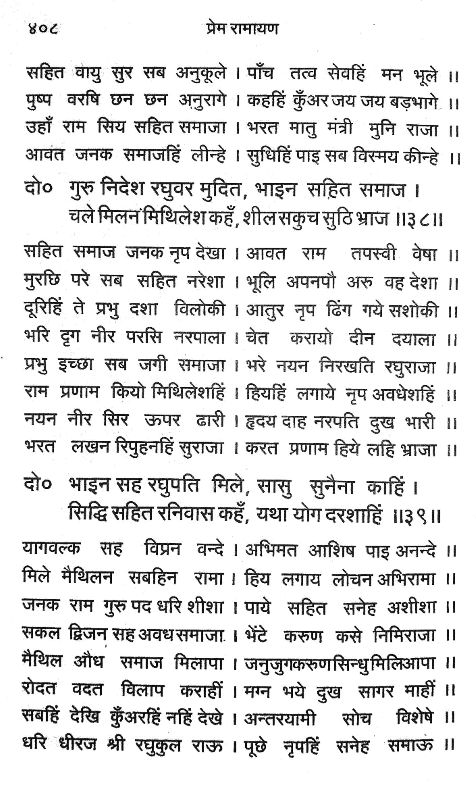 ४०८ प्रेम रामायण
सहित वायु सुर सब अनुकूले । पाँच तत्व सेवहिं मन भूले ॥
पुष्प वरषि छन छन अनुरागे । कहहिं कुँअर जय जय बड़भागे ॥
उहाँ राम सिय सहित समाजा । भरत मातु मंत्री मुनि राजा ॥
आवत जनक समाजहिं लीन्हे । सुधिहिं पाइ सब विस्मय कीन्हे ॥
दो० गुरु निदेश रघुवर मुदित, भाइन सहित समाज ।
चले मिलन मिथिलेश कहँ, शील सकुच सुठि भ्राज ॥३८॥
सहित समाज जनक नृप देखा । आवत राम तपस्वी वेषा ॥
मुरछि परे सब सहित नरेशा । भूलि अपनपौ अरु वह देशा ॥
दूरिहिं ते प्रभु दशा विलोकी । आतुर नृप ढिंग गये सशोकी ॥
भरि दृग नीर परसि नरपाला । चेत करायो दीन दयाला ॥
प्रभु इच्छा सब जगी समाजा । भरे नयन निरखति रघुराजा ॥
राम प्रणाम कियो मिथिलेशहिं । हियहिं लगाये नृप अवधेशहिं ॥
नयन नीर सिर ऊपर ढारी । हृदय दाह नरपति दुख भारी ॥
भरत लखन रिपुहनहिं सुराजा । करत प्रणाम हिये लहि भ्राजा ॥
दो० भाइन सह रघुपति मिले, सासु सुनैना काहिं ।
सिद्धि सहित रनिवास कहँ, यथा योग दरशाहिं ॥३९॥
यागवल्क सह विप्रन वन्दे । अभिमत आशिष पाइ अनन्दे ॥
मिले मैथिलन सबहिन रामा । हिय लगाय लोचन अभिरामा ॥
जनक राम गुरु पद धरि शीशा । पाये सहित सनेह अशीशा ॥
सकल द्विजन सह अवध समाजा । भेंटे करुण कसे निमिराजा ॥
मैथिल औध समाज मिलापा । जनु जुग करुण सिन्धु मिलि आपा ॥
रोदत वदत विलाप कराहीं । मग्न भये दुख सागर माहीं ॥
सबहिं देखि कुँअरहिं नहिं देखे । अन्तरयामी सोच विशेषे ॥
धरि धीरज श्री रघुकुल राऊ । पूछे नृपहिं सनेह समाऊ ॥